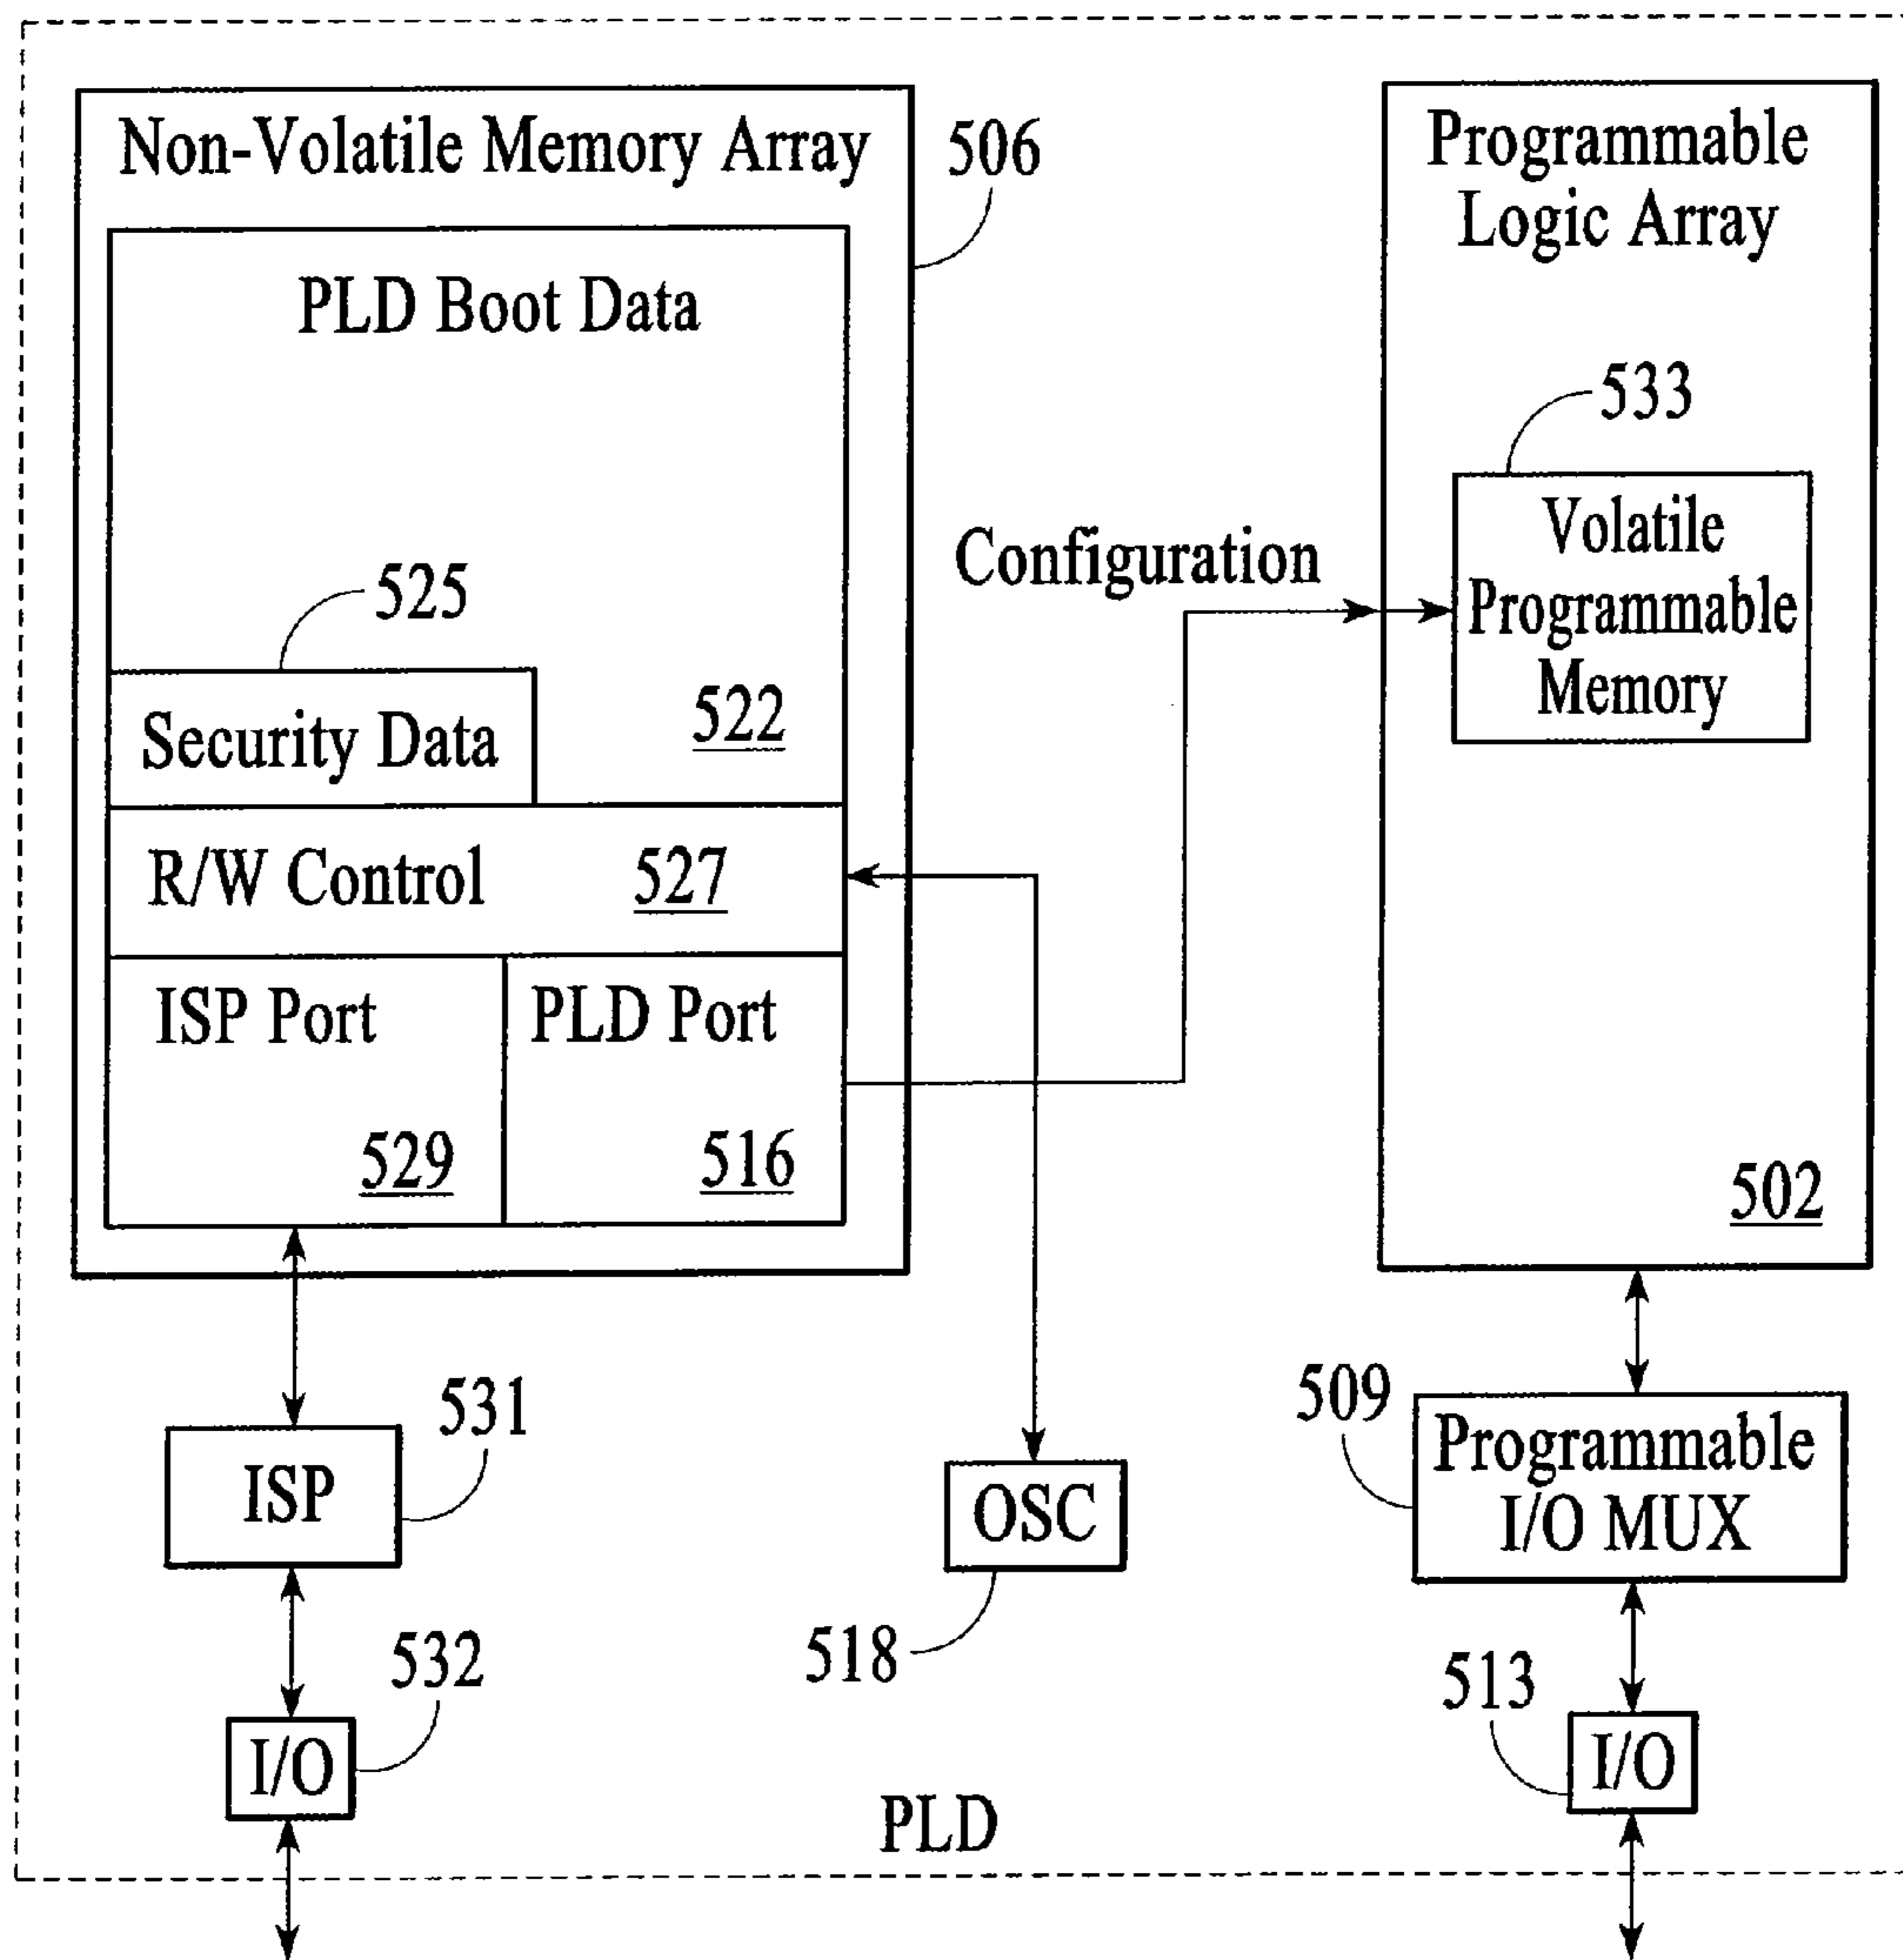 Non-Volatile Memory Array
506
PLD Boot Data
525
Security Data
522
R/W Control
527
ISP Port
529
PLD Port
516
Configuration
Programmable
Logic Array
533
Volatile
Programmable
Memory
502
531
ISP
532
I/O
OSC
518
509
Programmable
I/O MUX
513
I/O
PLD